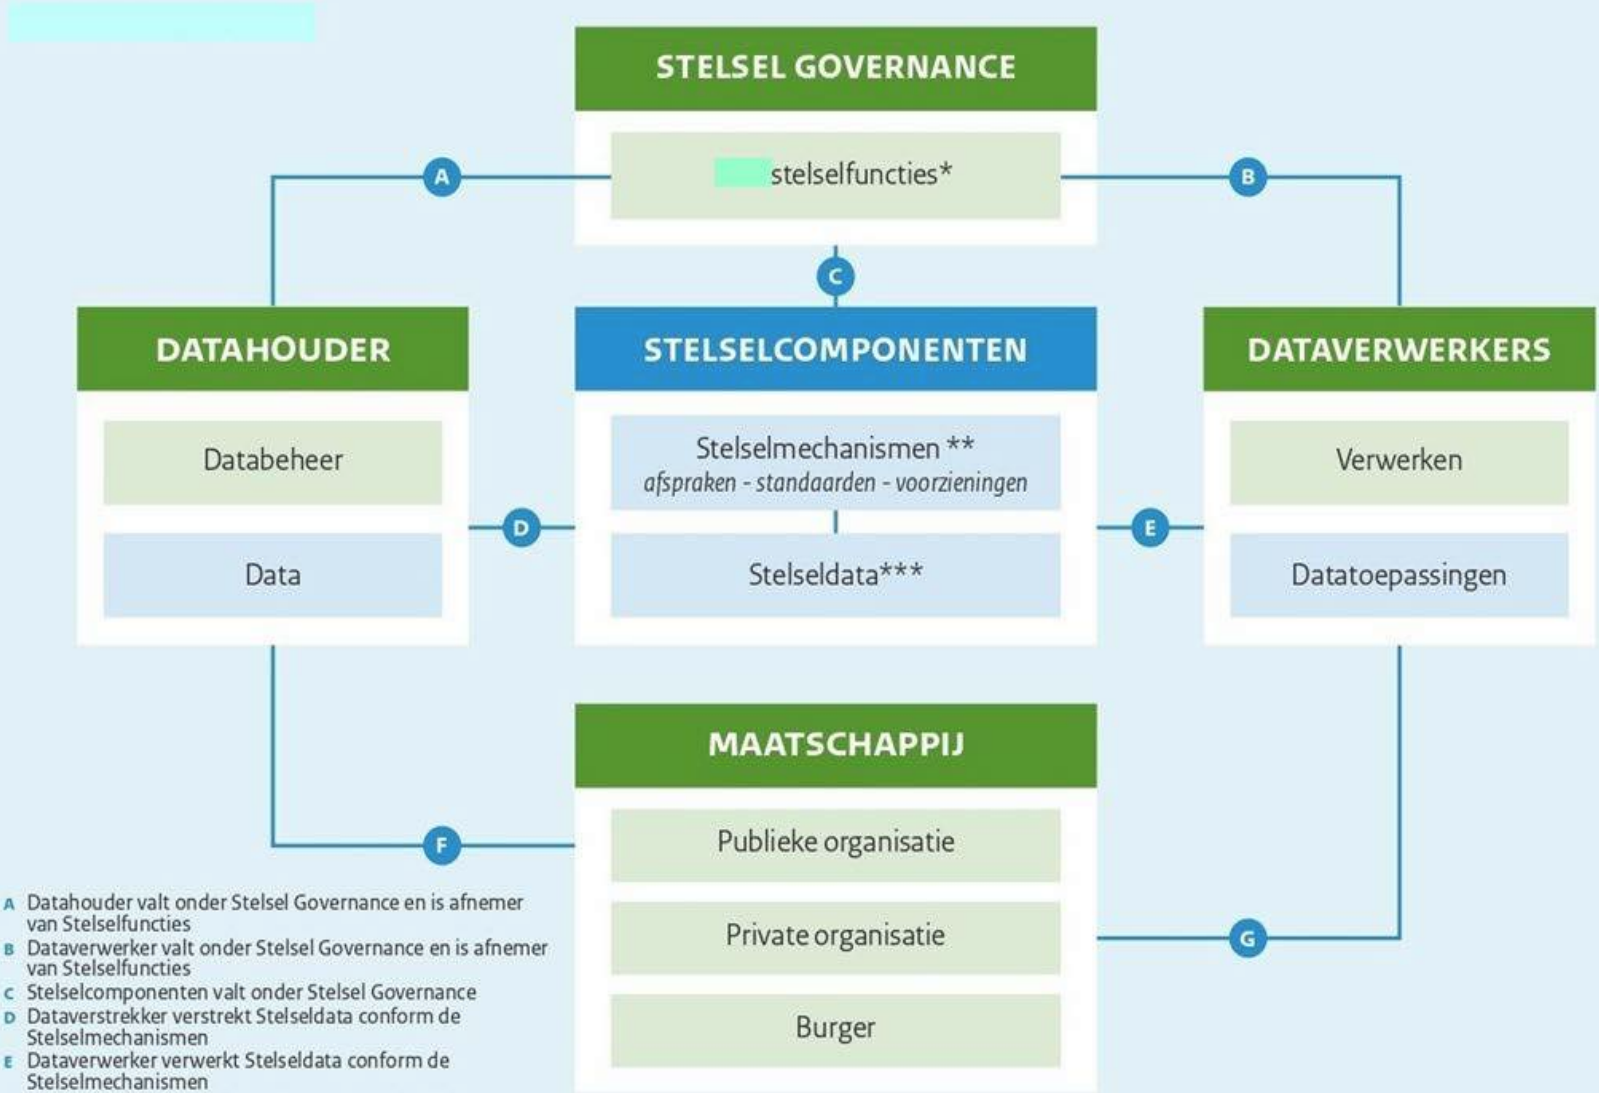 STELSEL GOVERNANCE
stelselfuncties*
A
B
C
DATAHOUDER
Databeheer
Data
STELSELCOMPONENTEN
Stelselmechanismen **
afspraken - standaarden - voorzieningen
Stelseldata***
DATAVERWERKERS
Verwerken
Datatoepassingen
D
E
MAATSCHAPPIJ
Publieke organisatie
Private organisatie
Burger
F
G
A Datahouder valt onder Stelsel Governance en is afnemer
van Stelselfuncties
B Dataverwerker valt onder Stelsel Governance en is afnemer
van Stelselfuncties
C Stelselcomponenten valt onder Stelsel Governance
D Dataverstrekker verstrekt Stelseldata conform de
Stelselmechanismen
E Dataverwerker verwerkt Stelseldata conform de
Stelselmechanismen